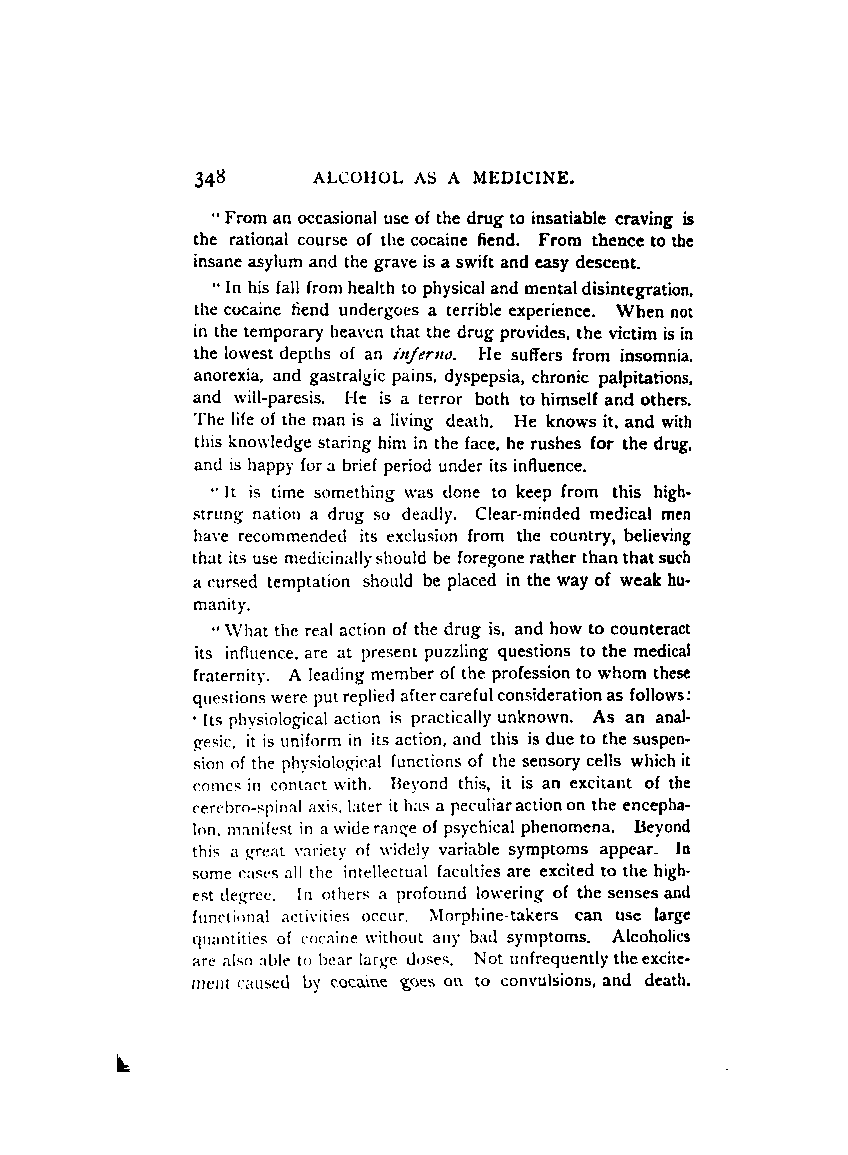 348 ALCOHOL AS A MEDICINE.
" From an occasional use of the drug to insatiable craving is
the rational course of the cocaine fiend. From thence to the
insane asylum and the grave is a swift and easy descent.
" In his fall from health to physical and mental disintegration,
the cocaine fiend undergoes a terrible experience. When not
in the temporary heaven that the drug provides, the victim is in
the lowest depths of an inferno. He suffers from insomnia,
anorexia, and gastralgic pains, dyspepsia, chronic palpitations,
and will-paresis. He is a terror both to himself and others.
The life of the man is a living death. He knows it, and with
this knowledge staring him in the face, he rushes for the drug,
and is happy for a brief period under its influence.
" It is time something was done to keep from this high-
strung nation a drug so deadly. Clear-minded medical men
have recommended its exclusion from the country, believing
that its use medicinally should be foregone rather than that such
a cursed temptation should be placed in the way of weak hu-
manity.
" What the real action of the drug is, and how to counteract
its influence, are at present puzzling questions to the medical
fraternity. A leading member of the profession to whom these
questions were put replied after careful consideration as follows:
' Its physiological action is practically unknown. As an anal-
gesic, it is uniform in its action, and this is due to the suspen-
sion of the physiological functions of the sensory cells which it
comes in contact with. Beyond this, it is an excitant of the
cerebro-spinal axis, later it has a peculiar action on the encepha-
lon, manifest in a wide range of psychical phenomena. Beyond
this a great variety of widely variable symptoms appear. In
some cases all the intellectual faculties are excited to the high-
est degree. In others a profound lowering of the senses and
functional activities occur. Morphine-takers can use large
quantities of cocaine without any bad symptoms. Alcoholics
are also able to bear large doses. Not unfrequently the excite-
ment caused by cocaine goes on to convulsions, and death.